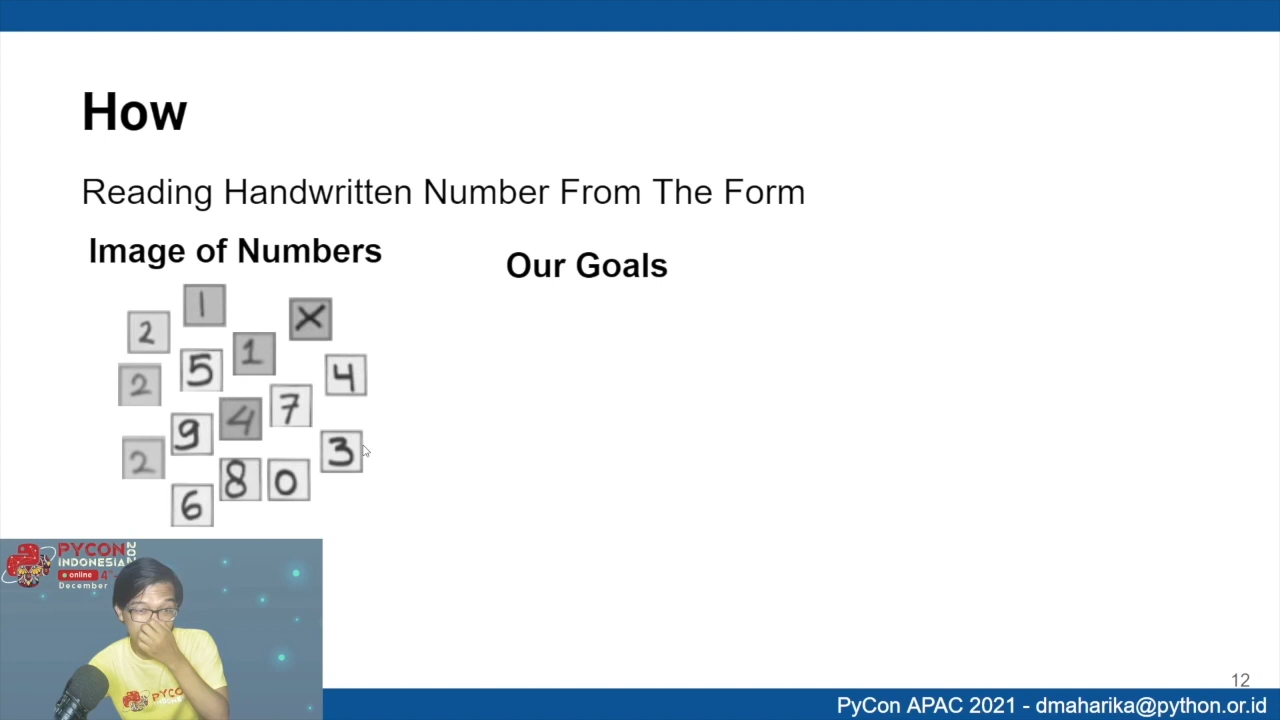 How
Reading Handwritten Number From The Form
Image of Numbers
Our Goals
1
2
X
1
5
4
2
7
4
9
3
2
8
0
6
PYCON
INDONESIA
online 4
December
PYCO
12
PyCon APAC 2021 - dmaharika@python.or.id